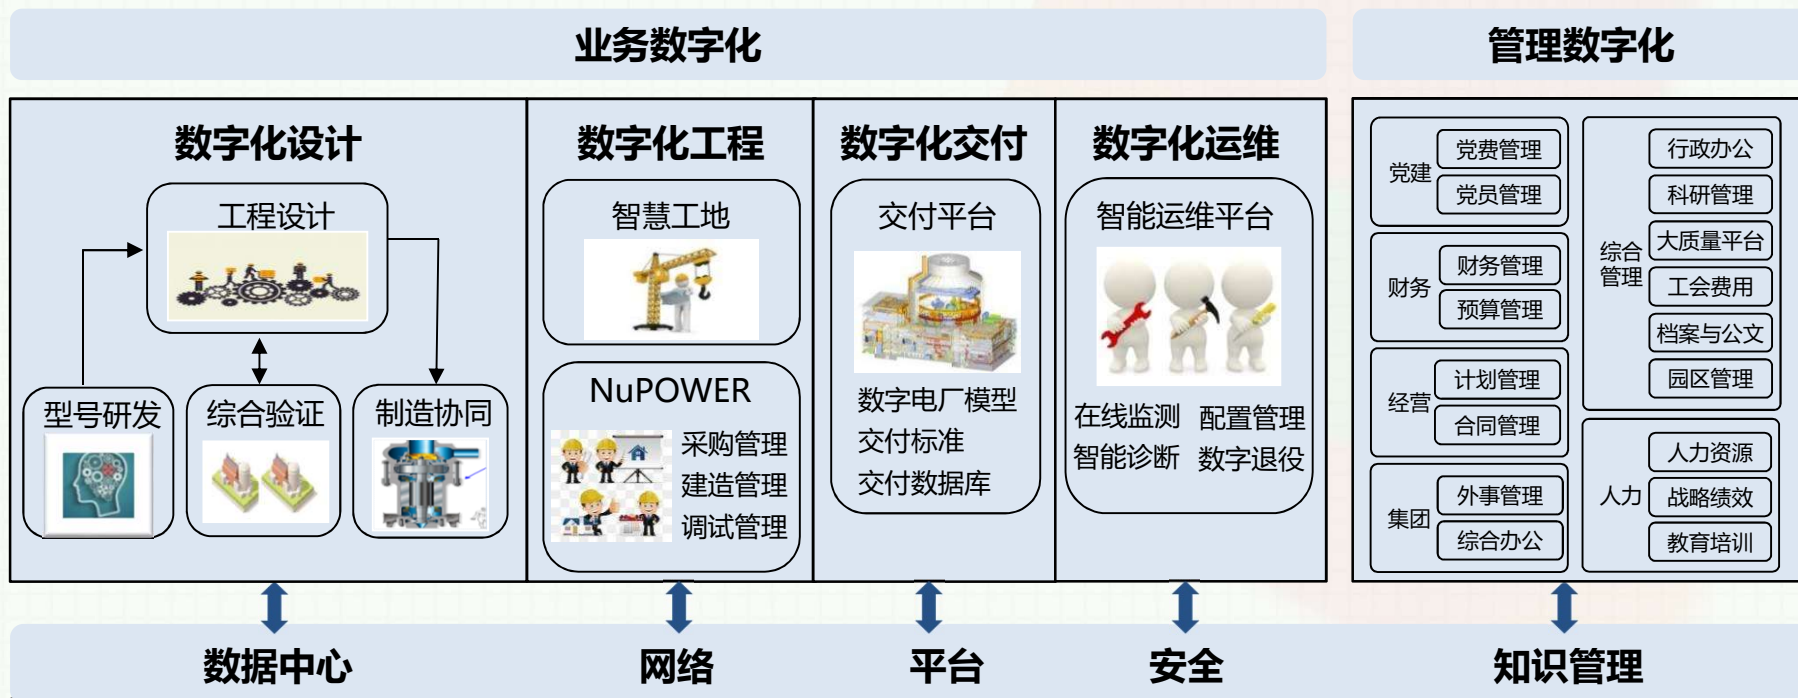 业务数字化
管理数字化
数字化设计
工程设计
型号研发
综合验证
制造协同
数字化工程
智慧工地
NuPOWER
采购管理
建造管理
调试管理
数字化交付
交付平台
数字电厂模型
交付标准
交付数据库
数字化运维
智能运维平台
在线监测 配置管理
智能诊断 数字退役
党建
党费管理
党员管理
财务
财务管理
预算管理
经营
计划管理
合同管理
集团
外事管理
综合办公
综合
管理
行政办公
科研管理
大质量平台
工会费用
档案与公文
园区管理
人力
人力资源
战略绩效
教育培训
数据中心
网络
平台
安全
知识管理